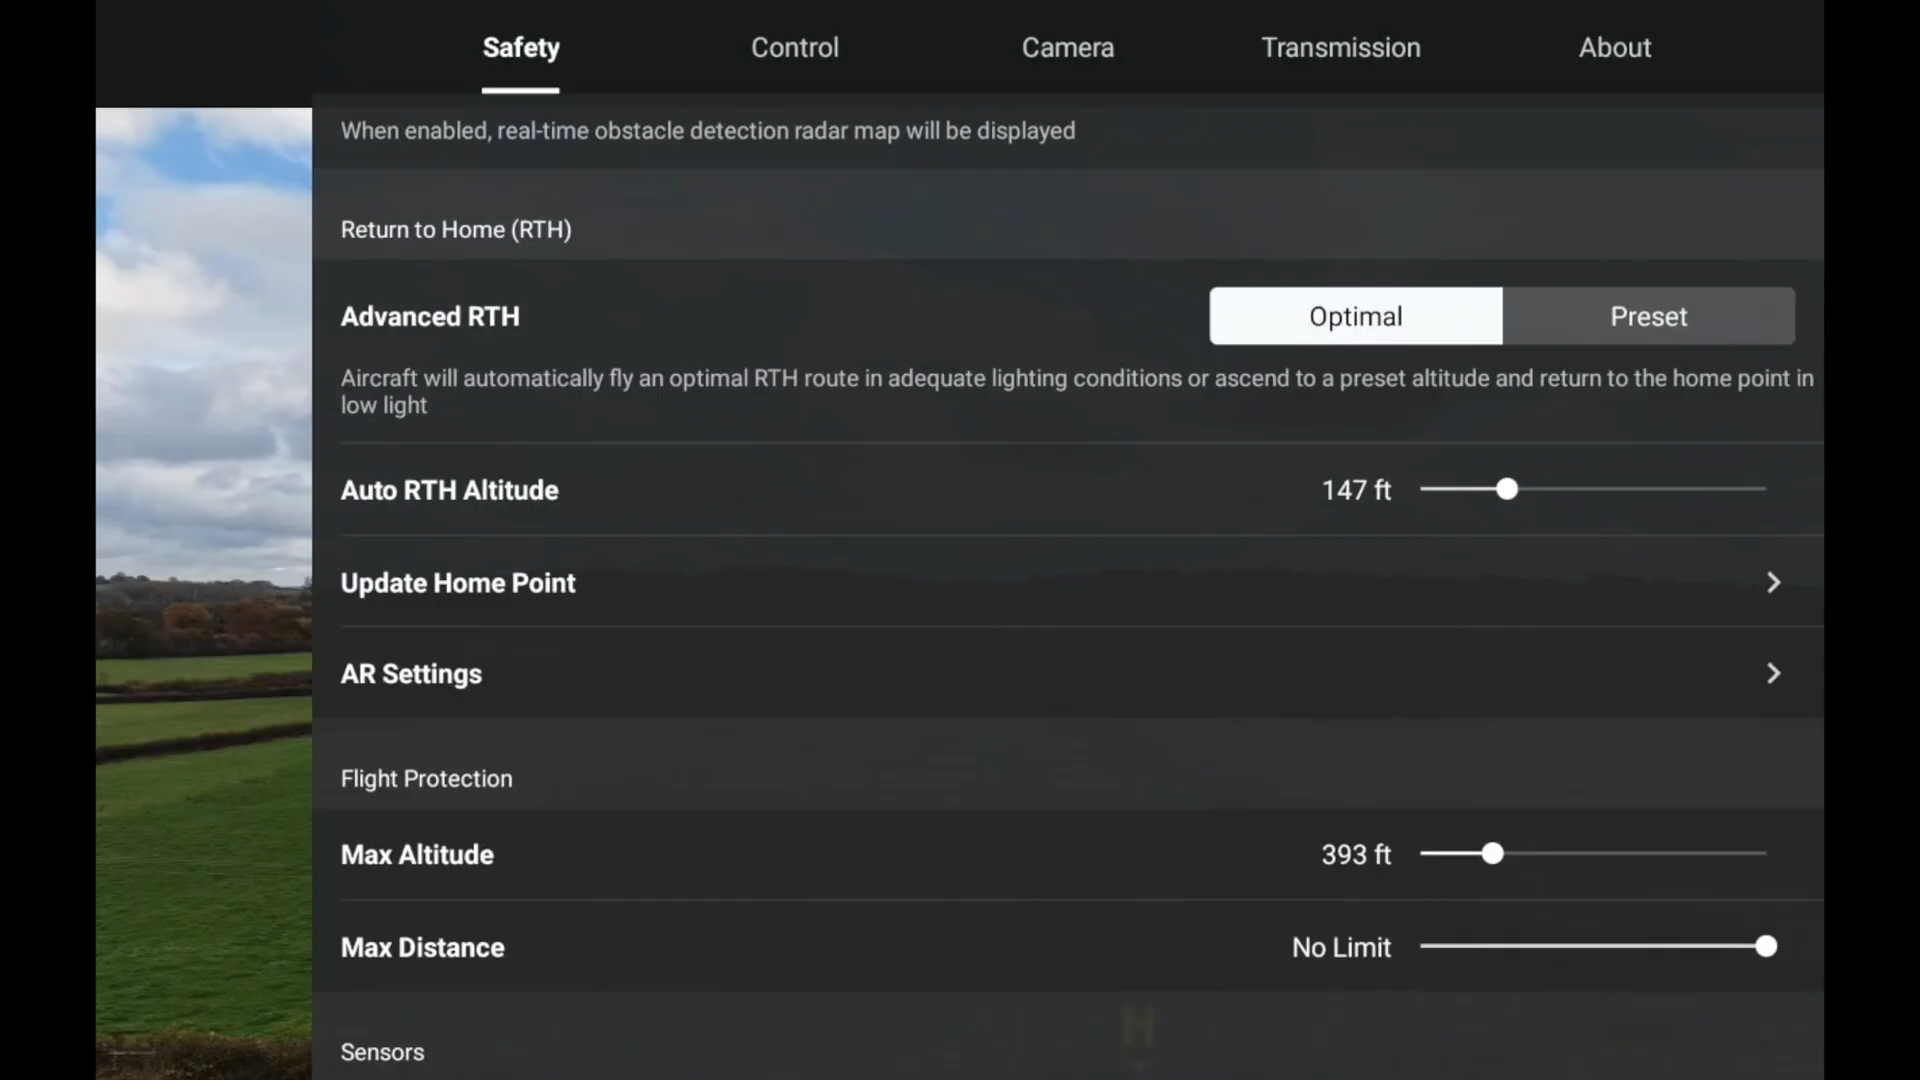 Safety Control Camera Transmission About
When enabled, real-time obstacle detection radar map will be displayed
Return to Home (RTH)
Advanced RTH Optimal Preset
Aircraft will automatically fly an optimal RTH route in adequate lighting conditions or ascend to a preset altitude and return to the home point in
low light
Auto RTH Altitude 147 ft
Update Home Point
AR Settings
Flight Protection
Max Altitude 393 ft
Max Distance No Limit
H
Sensors